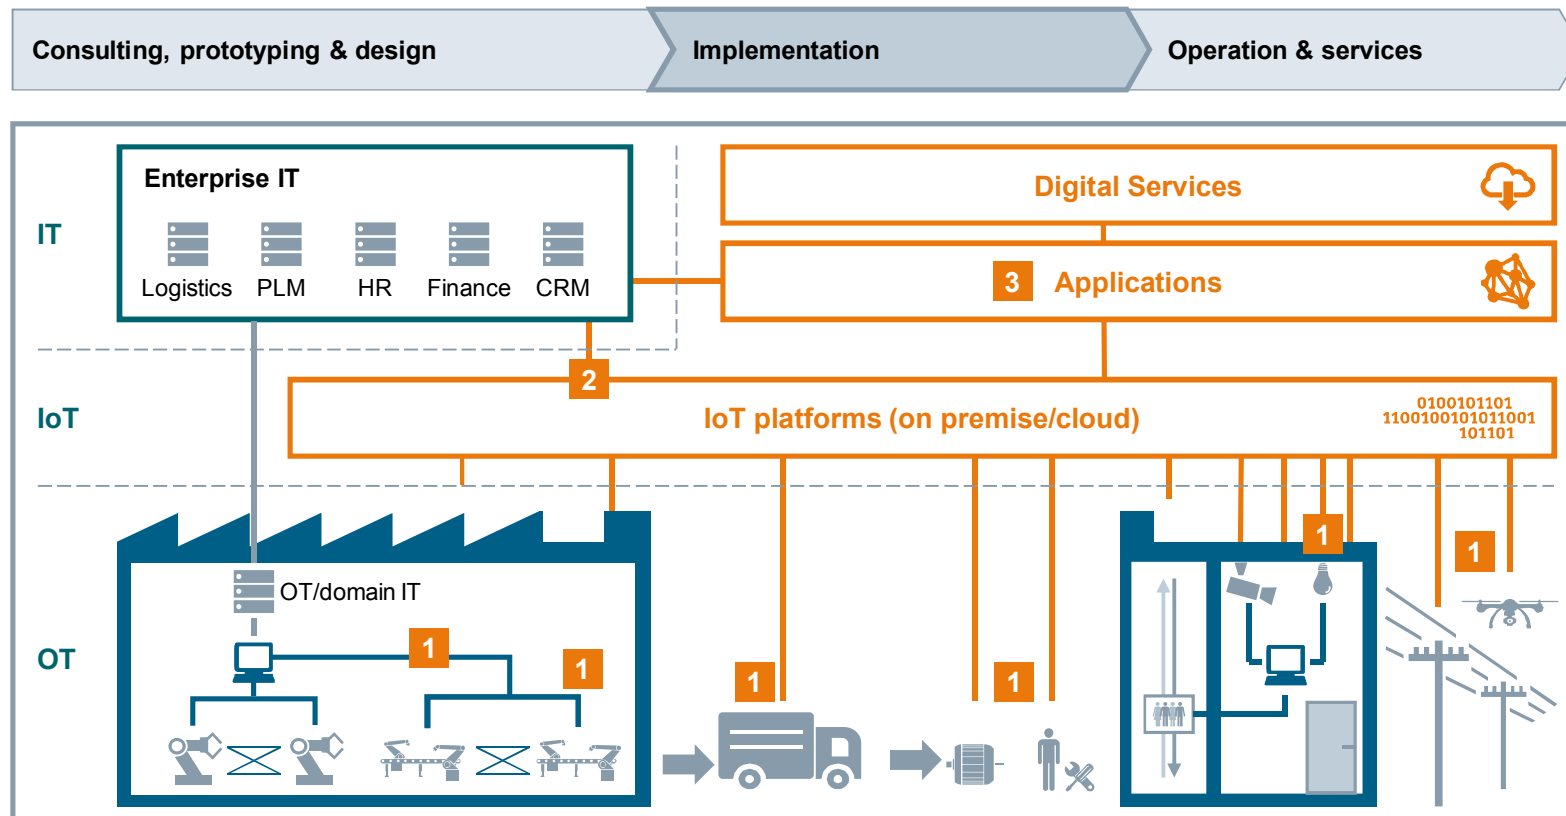 Consulting, prototyping & design
Implementation
Operation & services
IT
Enterprise IT
Logistics
PLM
HR
Finance
CRM
Digital Services
3 Applications
2
IoT
IoT platforms (on premise/cloud)
0100101101
1100100101011001
101101
OT
OT/domain IT
1
1
1
1
1
1